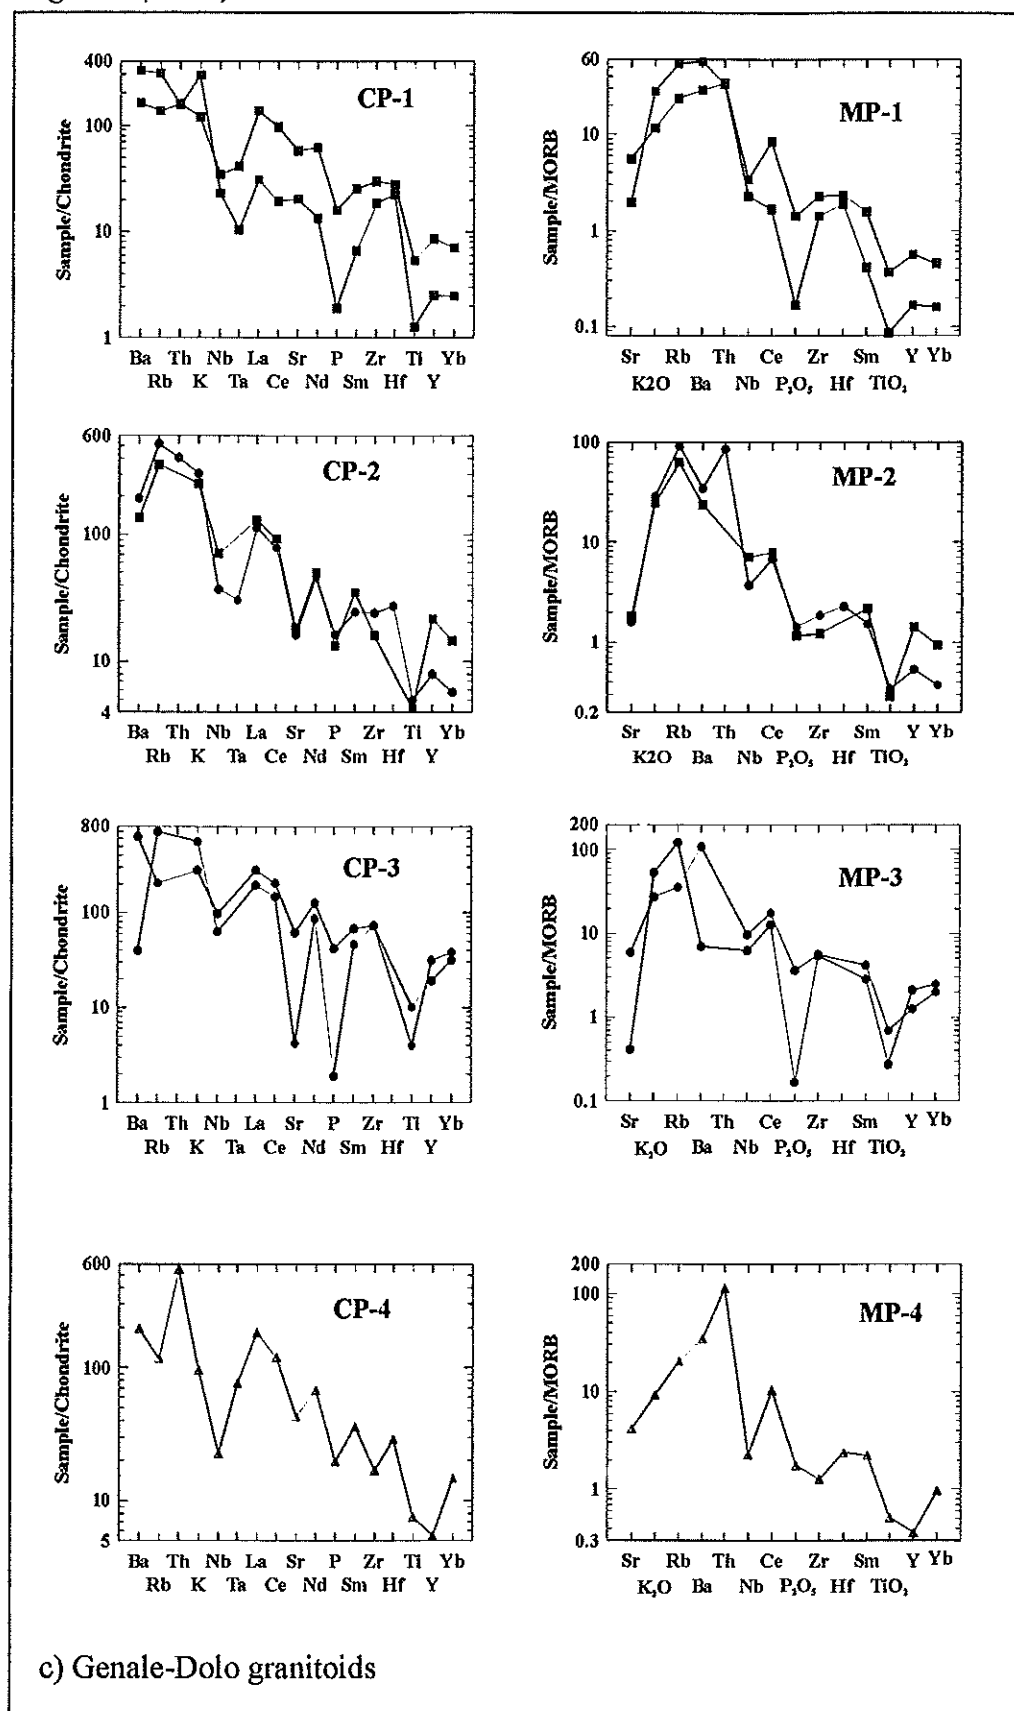 400
100
10
1
Sample/Chondrite
CP-1
Ba Th Nb La Sr P Zr Ti Yb
Rb K Ta Ce Nd Sm Hf Y
60
10
1
0.1
Sample/MORB
MP-1
Sr Rb Th Ce Zr Sm Y Yb
K2O Ba Nb P₂O₅ Hf TiO₂
600
100
10
4
Sample/Chondrite
CP-2
Ba Th Nb La Sr P Zr Ti Yb
Rb K Ta Ce Nd Sm Hf Y
100
10
1
0.2
Sample/MORB
MP-2
Sr Rb Th Ce Zr Sm Y Yb
K2O Ba Nb P₂O₅ Hf TiO₂
800
100
10
1
Sample/Chondrite
CP-3
Ba Th Nb La Sr P Zr Ti Yb
Rb K Ta Ce Nd Sm Hf Y
200
100
10
1
0.1
Sample/MORB
MP-3
Sr Rb Th Ce Zr Sm Y Yb
K₂O Ba Nb P₂O₅ Hf TiO₂
600
100
10
5
Sample/Chondrite
CP-4
Ba Th Nb La Sr P Zr Ti Yb
Rb K Ta Ce Nd Sm Hf Y
200
100
10
1
0.3
Sample/MORB
MP-4
Sr Rb Th Ce Zr Sm Y Yb
K₂O Ba Nb P₂O₅ Hf TiO₂
c) Genale-Dolo granitoids